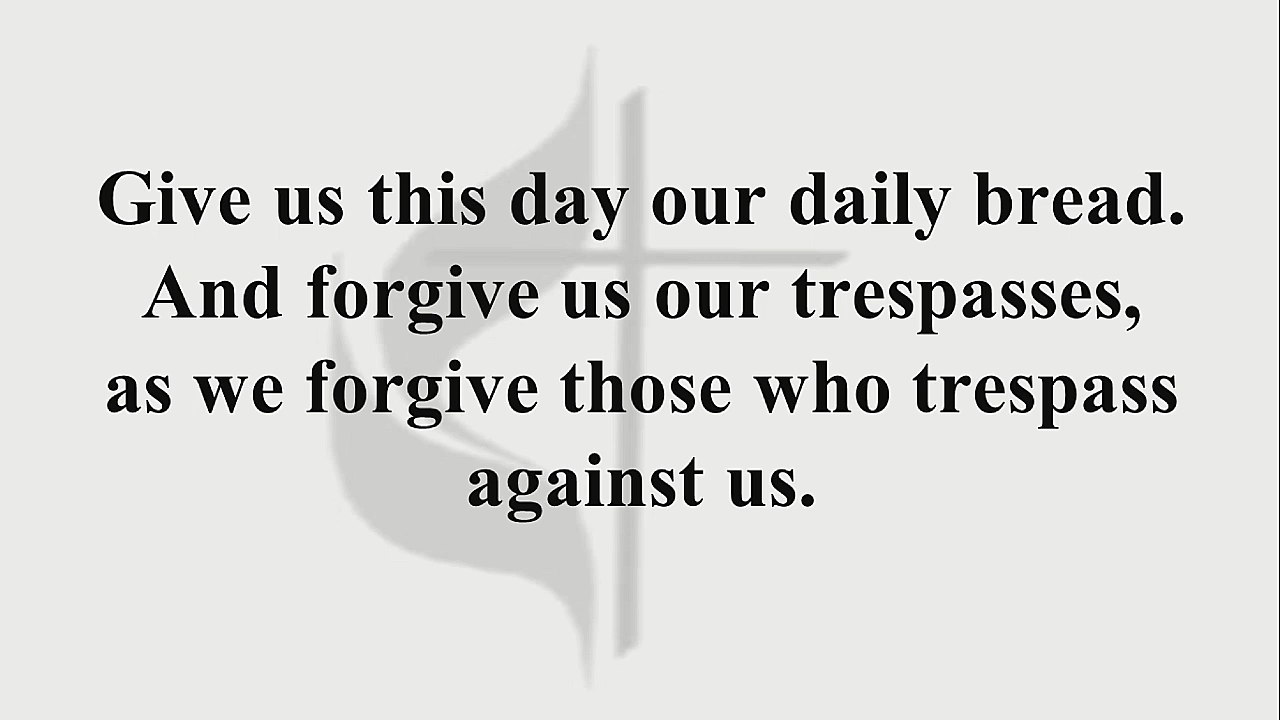 Give us this day our daily bread.
And forgive us our trespasses,
as we forgive those who trespass
against us.